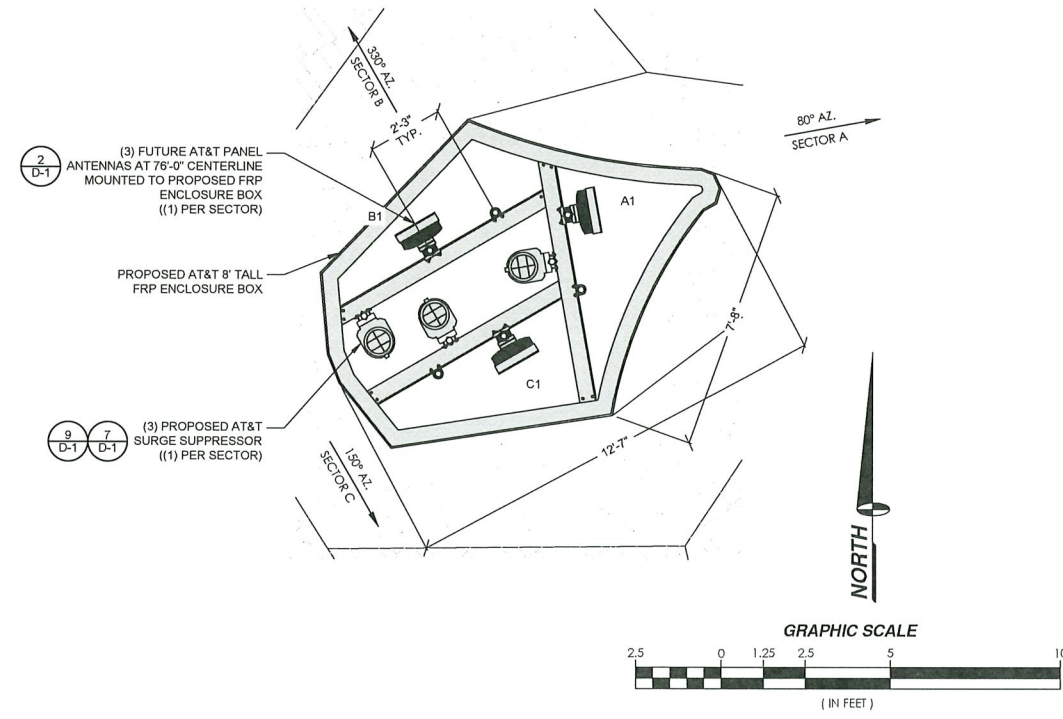 330° AZ.
SECTOR B
2'-3"
TYP.
80° AZ.
SECTOR A
2
D-1
(3) FUTURE AT&T PANEL
ANTENNAS AT 76'-0" CENTERLINE
MOUNTED TO PROPOSED FRP
ENCLOSURE BOX
((1) PER SECTOR)
B1
A1
PROPOSED AT&T 8' TALL
FRP ENCLOSURE BOX
7'-8"
C1
9
D-1
7
D-1
(3) PROPOSED AT&T
SURGE SUPPRESSOR
((1) PER SECTOR)
150° AZ.
SECTOR C
12'-7"
NORTH
GRAPHIC SCALE
2.5 0 1.25 2.5 5 10
( IN FEET )